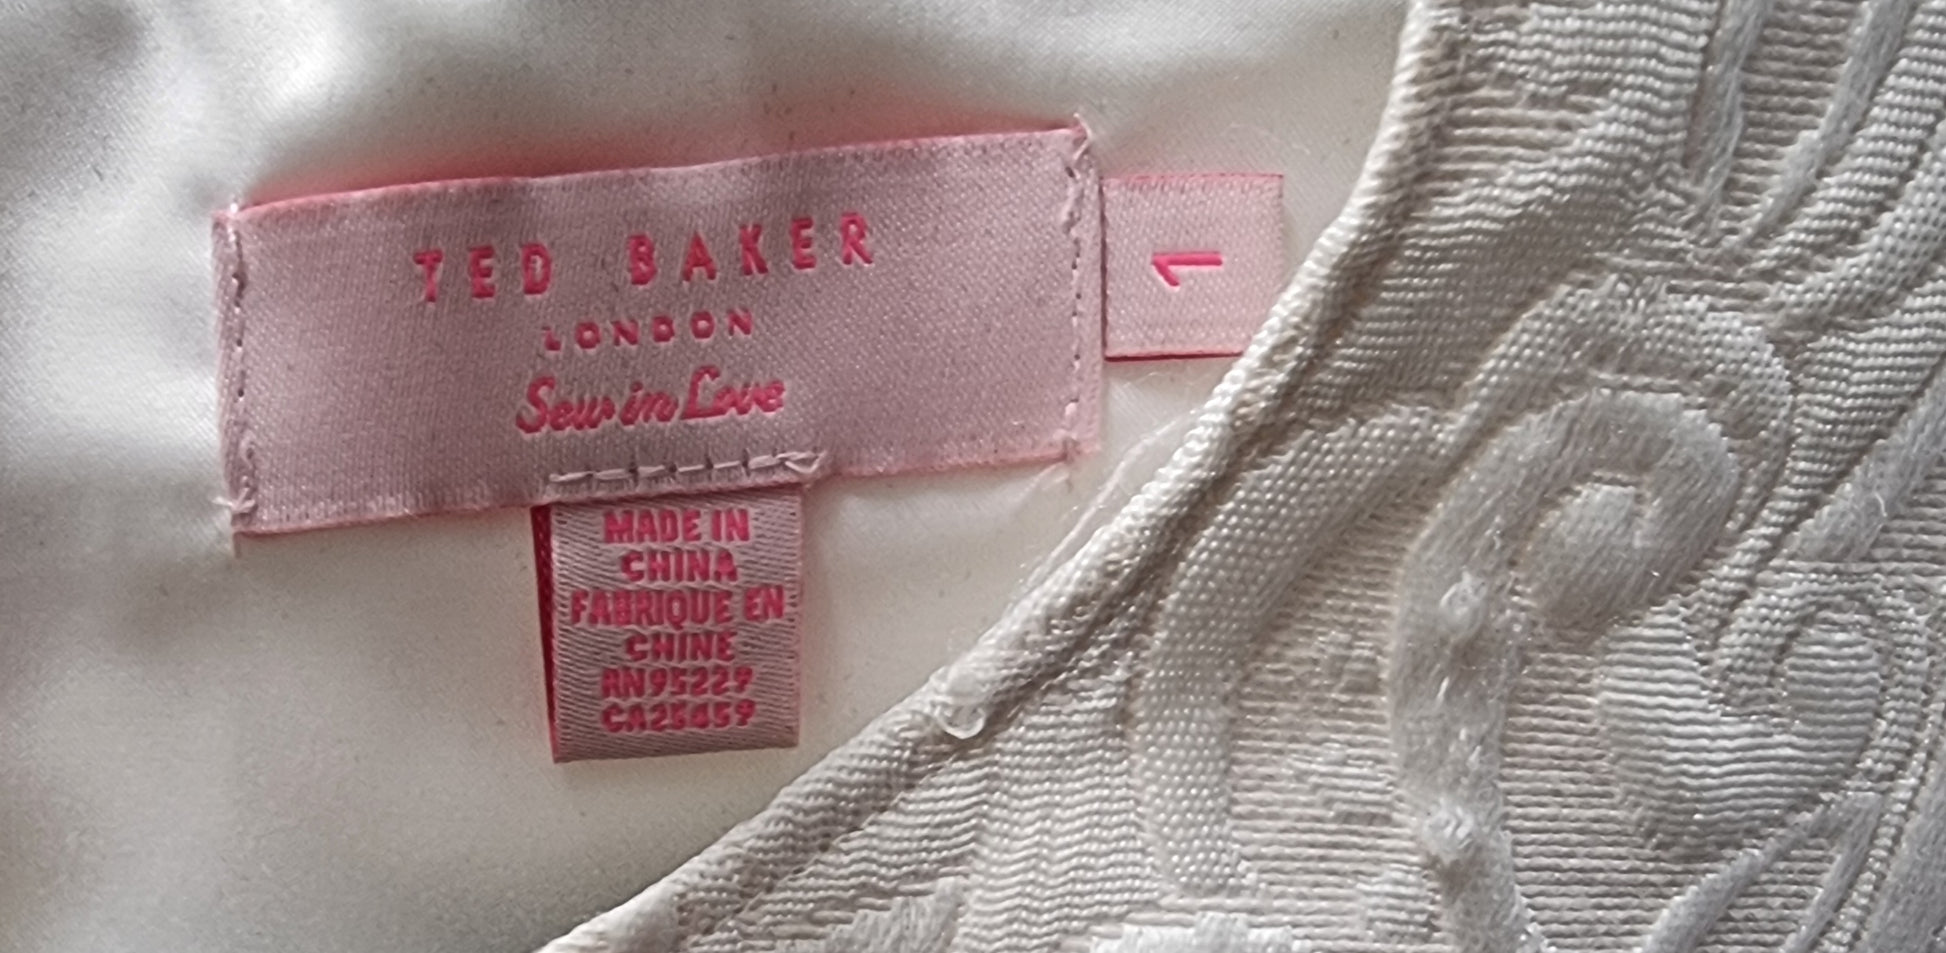 TED BAKER
LONDON
Sew in Love
1
MADE IN
CHINA
FABRIQUE EN
CHINE
RN95229
CA25459